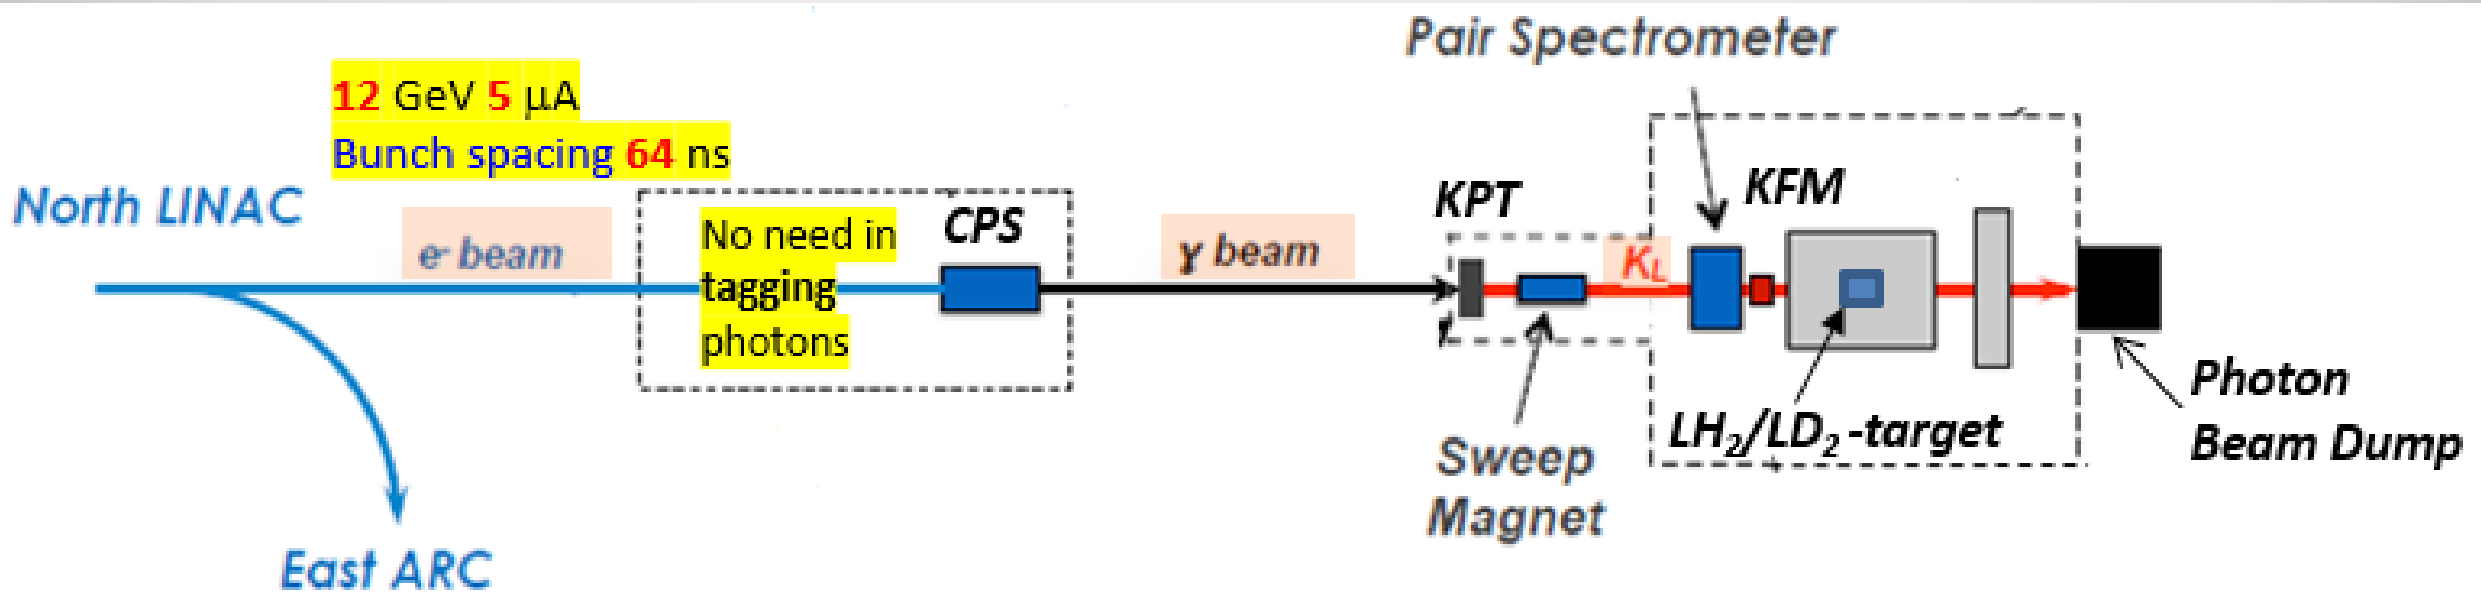 Pair Spectrometer
12 GeV 5 μA
Bunch spacing 64 ns
North LINAC
e⁻ beam
No need in
tagging
photons
CPS
γ beam
KPT
K_L
KFM
LH₂/LD₂-target
Sweep
Magnet
Photon
Beam Dump
East ARC